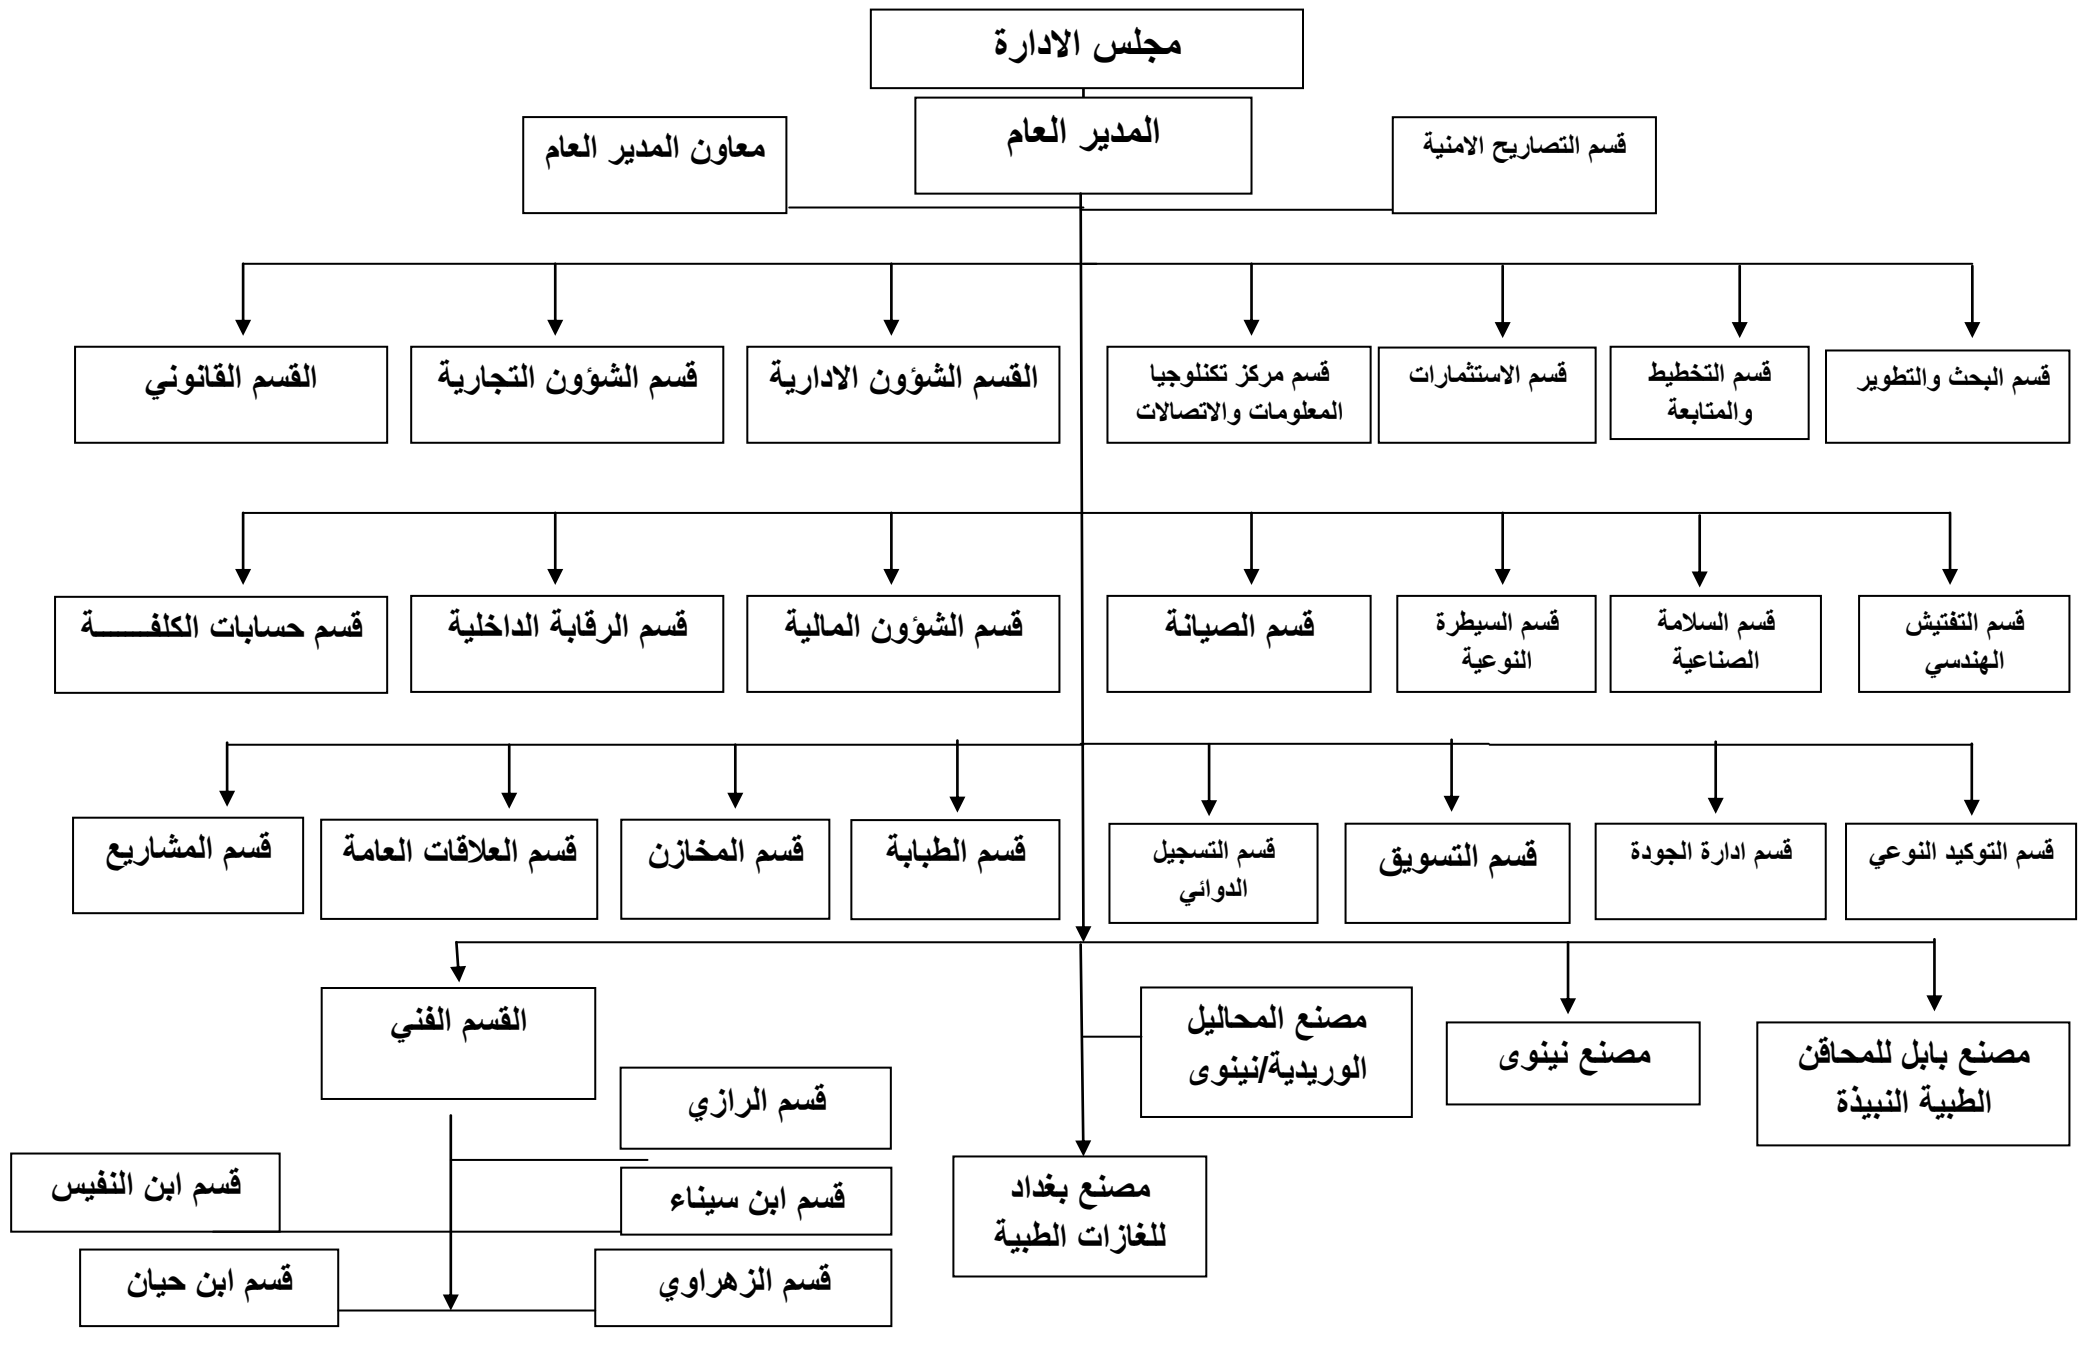 مجلس الادارة
المدير العام
قسم التصاريح الامنية
معاون المدير العام
قسم البحث والتطوير
قسم التخطيط
والمتابعة
قسم الاستثمارات
قسم مركز تكنلوجيا
المعلومات والاتصالات
القسم الشؤون الادارية
قسم الشؤون التجارية
القسم القانوني
قسم التفتيش
الهندسي
قسم السلامة
الصناعية
قسم السيطرة
النوعية
قسم الصيانة
قسم الشؤون المالية
قسم الرقابة الداخلية
قسم حسابات الكلفـــــــة
قسم التوكيد النوعي
قسم ادارة الجودة
قسم التسويق
قسم التسجيل
الدوائي
قسم الطبابة
قسم المخازن
قسم العلاقات العامة
قسم المشاريع
مصنع بابل للمحاقن
الطبية النبيذة
مصنع نينوى
مصنع المحاليل
الوريدية/نينوى
مصنع بغداد
للغازات الطبية
القسم الفني
قسم الرازي
قسم ابن سيناء
قسم ابن النفيس
قسم الزهراوي
قسم ابن حيان